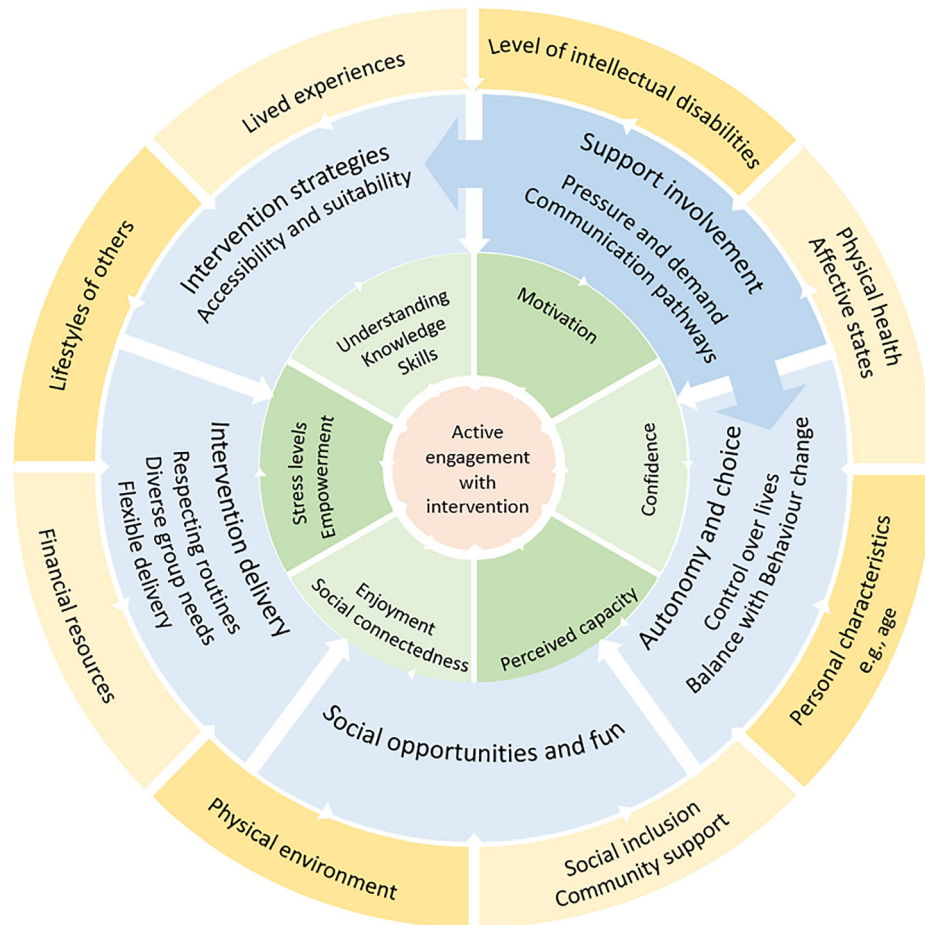 Lived experiences
Level of intellectual disabilities
Physical health
Affective states
Personal characteristics
e.g., age
Social inclusion
Community support
Physical environment
Financial resources
Lifestyles of others
Intervention strategies
Accessibility and suitability
Support involvement
Pressure and demand
Communication pathways
Autonomy and choice
Control over lives
Balance with Behaviour change
Social opportunities and fun
Intervention delivery
Respecting routines
Diverse group needs
Flexible delivery
Understanding
Knowledge
Skills
Motivation
Confidence
Perceived capacity
Enjoyment
Social connectedness
Stress levels
Empowerment
Active
engagement
with
intervention